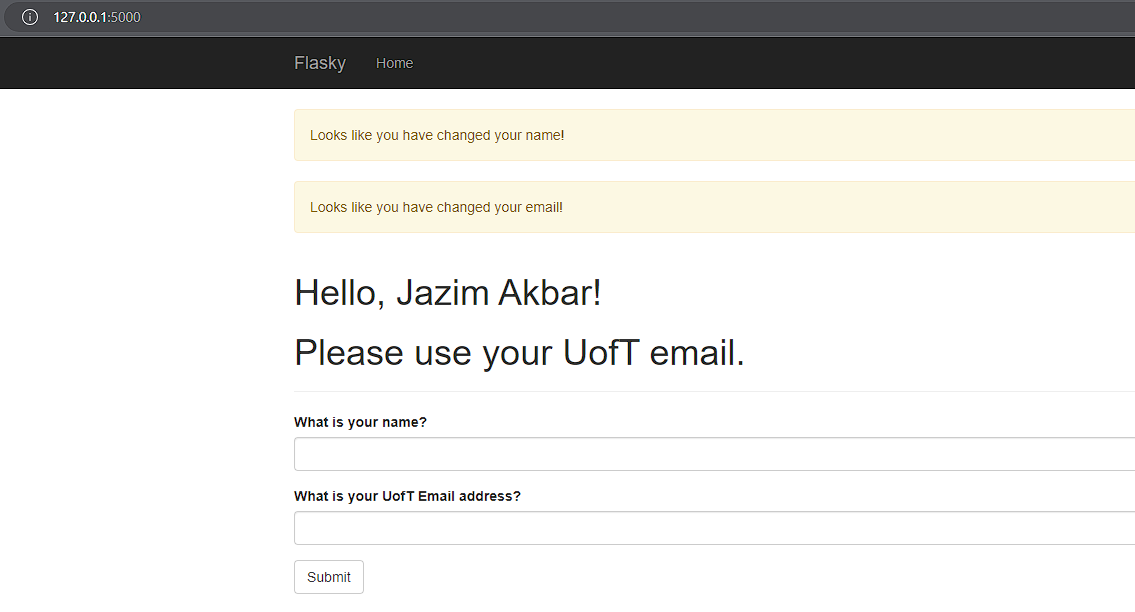 127.0.0.1:5000
Flasky Home
Looks like you have changed your name!
Looks like you have changed your email!
Hello, Jazim Akbar!
Please use your UofT email.
What is your name?
What is your UofT Email address?
Submit